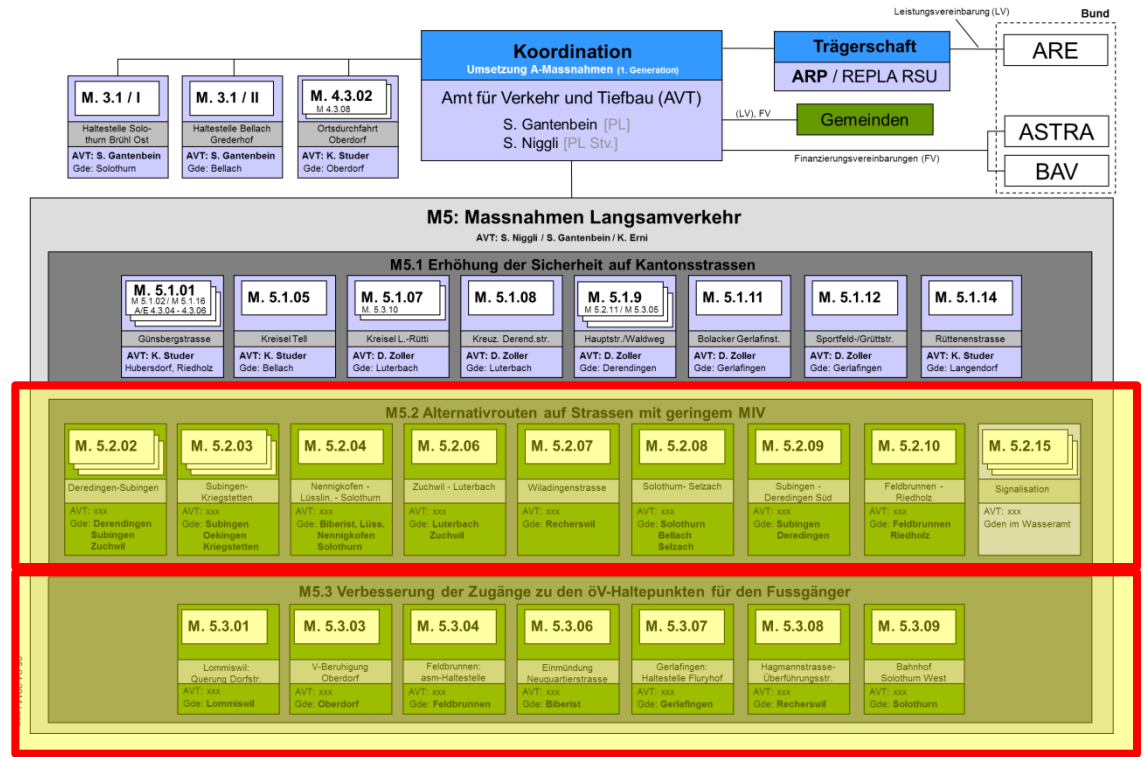 Leistungsvereinbarung (LV)
Bund
Koordination
Umsetzung A-Massnahmen (1. Generation)
Amt für Verkehr und Tiefbau (AVT)
S. Gantenbein [PL]
S. Niggli [PL Stv.]
Trägerschaft
ARP / REPLA RSU
ARE
(LV), FV
Gemeinden
ASTRA
Finanzierungsvereinbarungen (FV)
BAV
M. 3.1 / I
Haltestelle Solo-
thurn Brühl Ost
AVT: S. Gantenbein
Gde: Solothurn
M. 3.1 / II
Haltestelle Bellach
Grederhof
AVT: S. Gantenbein
Gde: Bellach
M. 4.3.02
M 4.3.08
Ortsdurchfahrt
Oberdorf
AVT: K. Studer
Gde: Oberdorf
M5: Massnahmen Langsamverkehr
AVT: S. Niggli / S. Gantenbein / K. Erni
M5.1 Erhöhung der Sicherheit auf Kantonsstrassen
M. 5.1.01
M 5.1.02 / M 5.1.16
A/E 4.3.04 - 4.3.06
Günsbergstrasse
AVT: K. Studer
Hubersdorf, Riedholz
M. 5.1.05
Kreisel Tell
AVT: K. Studer
Gde: Bellach
M. 5.1.07
M. 5.3.10
Kreisel L.-Rütti
AVT: D. Zoller
Gde: Luterbach
M. 5.1.08
Kreuz. Derend.str.
AVT: D. Zoller
Gde: Luterbach
M. 5.1.9
M 5.2.11 / M 5.3.05
Hauptstr./Waldweg
AVT: D. Zoller
Gde: Derendingen
M. 5.1.11
Bolacker Gerlafinst.
AVT: D. Zoller
Gde: Gerlafingen
M. 5.1.12
Sportfeld-/Grüttstr.
AVT: D. Zoller
Gde: Gerlafingen
M. 5.1.14
Rüttenenstrasse
AVT: K. Studer
Gde: Langendorf
M5.2 Alternativrouten auf Strassen mit geringem MIV
M. 5.2.02
Deredingen-Subingen
AVT: xxx
Gde: Derendingen
Subingen
Zuchwil
M. 5.2.03
Subingen-
Kriegstetten
AVT: xxx
Gde: Subingen
Oekingen
Kriegstetten
M. 5.2.04
Nennigkofen -
Lüsslin. - Solothurn
AVT: xxx
Gde: Biberist, Lüss.
Nennigkofen
Solothurn
M. 5.2.06
Zuchwil - Luterbach
AVT: xxx
Gde: Luterbach
Zuchwil
M. 5.2.07
Wiladingenstrasse
AVT: xxx
Gde: Recherswil
M. 5.2.08
Solothurn- Selzach
AVT: xxx
Gde: Solothurn
Bellach
Selzach
M. 5.2.09
Subingen -
Deredingen Süd
AVT: xxx
Gde: Subingen
Deredingen
M. 5.2.10
Feldbrunnen -
Riedholz
AVT: xxx
Gde: Feldbrunnen
Riedholz
M. 5.2.15
Signalisation
AVT: xxx
Gden im Wasseramt
M5.3 Verbesserung der Zugänge zu den öV-Haltepunkten für den Fussgänger
M. 5.3.01
Lommiswil:
Querung Dorfstr.
AVT: xxx
Gde: Lommiswil
M. 5.3.03
V-Beruhigung
Oberdorf
AVT: xxx
Gde: Oberdorf
M. 5.3.04
Feldbrunnen:
asm-Haltestelle
AVT: xxx
Gde: Feldbrunnen
M. 5.3.06
Einmündung
Neuquartierstrasse
AVT: xxx
Gde: Biberist
M. 5.3.07
Gerlafingen:
Haltestelle Fluryhof
AVT: xxx
Gde: Gerlafingen
M. 5.3.08
Hagmannstrasse-
Überführungsstr.
AVT: xxx
Gde: Recherswil
M. 5.3.09
Bahnhof
Solothurn West
AVT: xxx
Gde: Solothurn